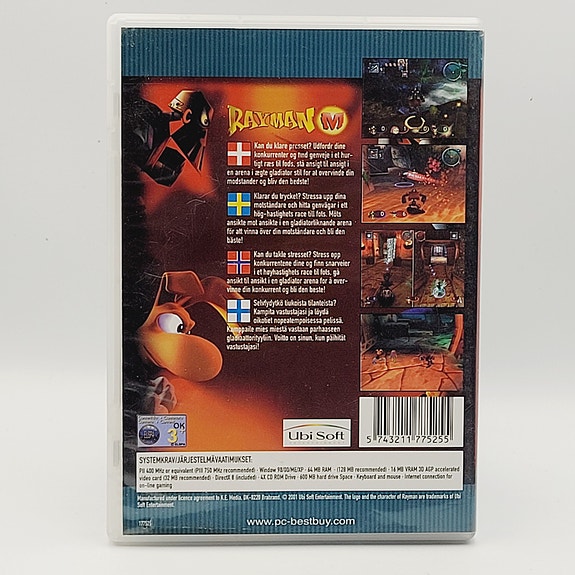 RAYMAN M
Kan du klare presset? Udfordr dine
konkurrenter og find genveje i et hur-
tigt ræs til fods, stå ansigt til ansigt i
en arena i ægte gladiator stil for at overvinde din
modstander og bliv den bedste!
Klarar du trycket? Stressa upp dina
motståndare och hitta genvägar i ett
hög-hastighets race till fots. Möts
ansikte mot ansikte i en gladiatorliknande arena
för att vinna över din motståndare och bli den
bäste!
Kan du takle stresset? Stress opp
konkurrentene dine og finn snarveier
i et høyhastighets race til fots, gå
ansikt til ansikt i en gladiator arena for å over-
vinne din konkurrent og bli den beste!
Selviydytkö tiukoista tilanteista?
Kampita vastustajasi ja löydä
oikotiet nopeatempoisessa pelissä.
Kamppaile mies miestä vastaan parhaaseen
gladiaattorityyliin. Voitto on sinun, kun päihität
vastustajasi!
ELSPA
OK
3+
Ubi Soft
5 743211 775255
SYSTEMKRAV/JÄRJESTELMÄVAATIMUKSET:
PII 400 MHz or equivalent (PIII 750 MHz recommended) - Window 98/00/ME/XP - 64 MB RAM - (128 MB recommended) - 16 MB VRAM 3D AGP accelerated
video card (32 MB recommended) - DirectX 8 (included) - 4X CD ROM Drive - 600 MB hard drive Space - Keyboard and mouse - Internet connection for
on-line gaming
Manufactured under licence agreement to K.E. Media, DK-8220 Brabrand. © 2001 Ubi Soft Entertainment. The logo and the character of Rayman are trademarks of Ubi
Soft Entertainment.
177525
www.pc-bestbuy.com